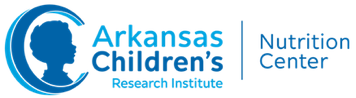 Arkansas
Children's
Research Institute
Nutrition
Center